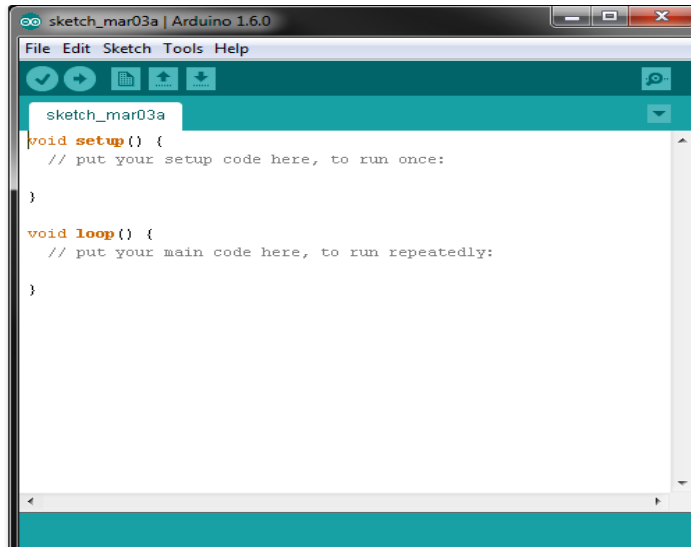 sketch_mar03a | Arduino 1.6.0
File Edit Sketch Tools Help
sketch_mar03a
void setup() {
// put your setup code here, to run once:
}
void loop() {
// put your main code here, to run repeatedly:
}